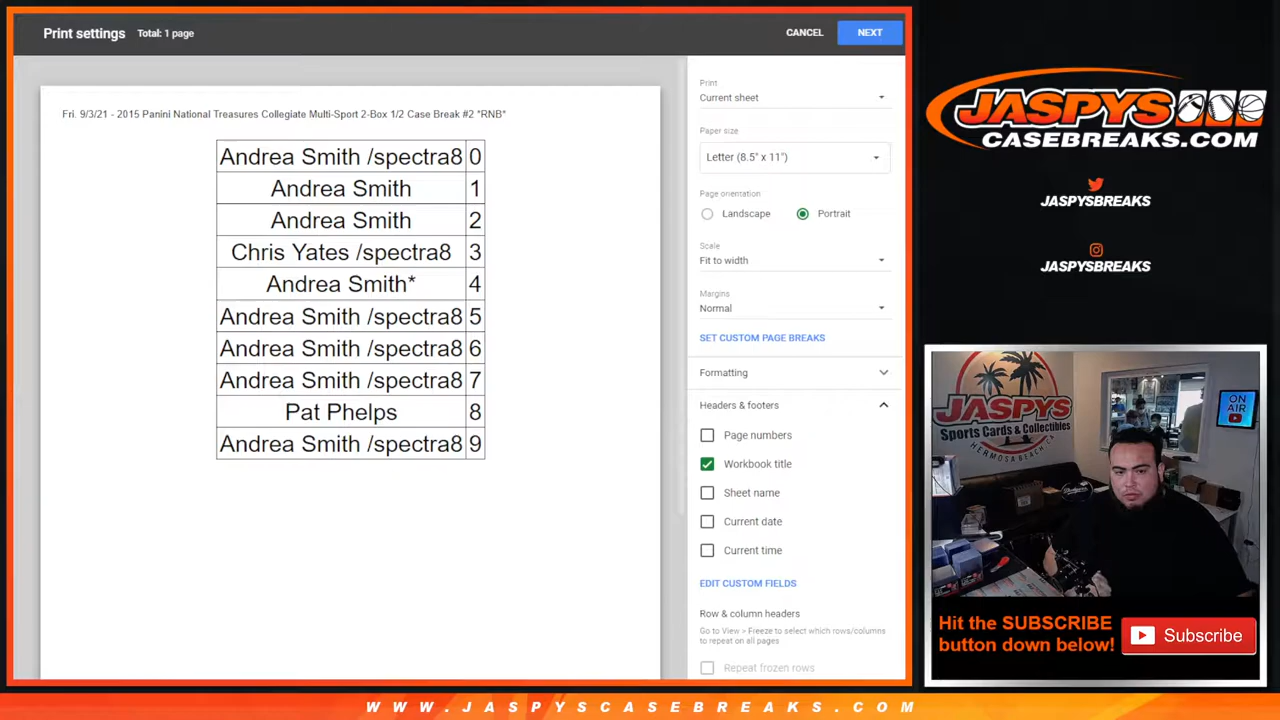 Print settings Total: 1 page
CANCEL
NEXT
Fri. 9/3/21 - 2015 Panini National Treasures Collegiate Multi-Sport 2-Box 1/2 Case Break #2 "RNB"
Andrea Smith /spectra8 0
Andrea Smith 1
Andrea Smith 2
Chris Yates /spectra8 3
Andrea Smith* 4
Andrea Smith /spectra8 5
Andrea Smith /spectra8 6
Andrea Smith /spectra8 7
Pat Phelps 8
Andrea Smith /spectra8 9
Print
Current sheet
Paper size
Letter (8.5" x 11")
Page orientation
Landscape
Portrait
Scale
Fit to width
Margins
Normal
SET CUSTOM PAGE BREAKS
Formatting
Headers & footers
Page numbers
Workbook title
Sheet name
Current date
Current time
EDIT CUSTOM FIELDS
Row & column headers
Go to View > Freeze to select which rows/columns
to repeat on all pages
Repeat frozen rows
JASPYS
CASEBREAKS.COM
JASPYSBREAKS
JASPYSBREAKS
JASPYS
Sports Cards & Collectibles
HERMOSA BEACH, CA
ON
AIR
Hit the SUBSCRIBE
button down below!
Subscribe
WWW.JASPYSCASEBREAKS.COM